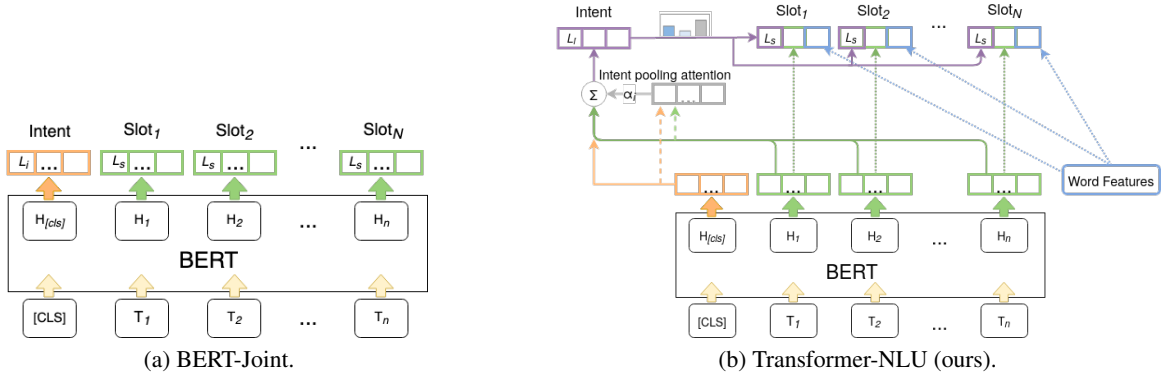 Intent Slot1 Slot2 ... SlotN
Li ... Ls ... Ls ... Ls ...
H[cls] H1 H2 ... Hn
BERT
[CLS] T1 T2 ... Tn
(a) BERT-Joint.
Intent Slot1 Slot2 ... SlotN
LI Ls Ls Ls
Intent pooling attention
Σ αi ...
Word Features
... ... ... ...
H[cls] H1 H2 ... Hn
BERT
[CLS] T1 T2 ... Tn
(b) Transformer-NLU (ours).